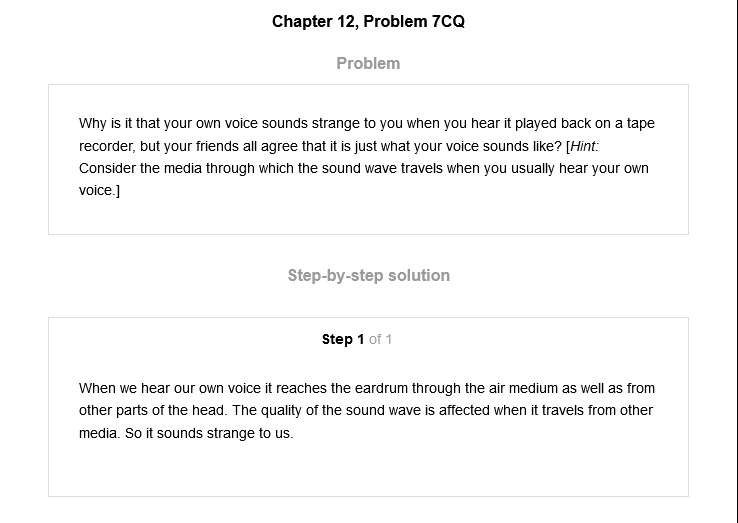 Chapter 12, Problem 7CQ
Problem
Why is it that your own voice sounds strange to you when you hear it played back on a tape
recorder, but your friends all agree that it is just what your voice sounds like? [Hint:
Consider the media through which the sound wave travels when you usually hear your own
voice.]
Step-by-step solution
Step 1 of 1
When we hear our own voice it reaches the eardrum through the air medium as well as from
other parts of the head. The quality of the sound wave is affected when it travels from other
media. So it sounds strange to us.